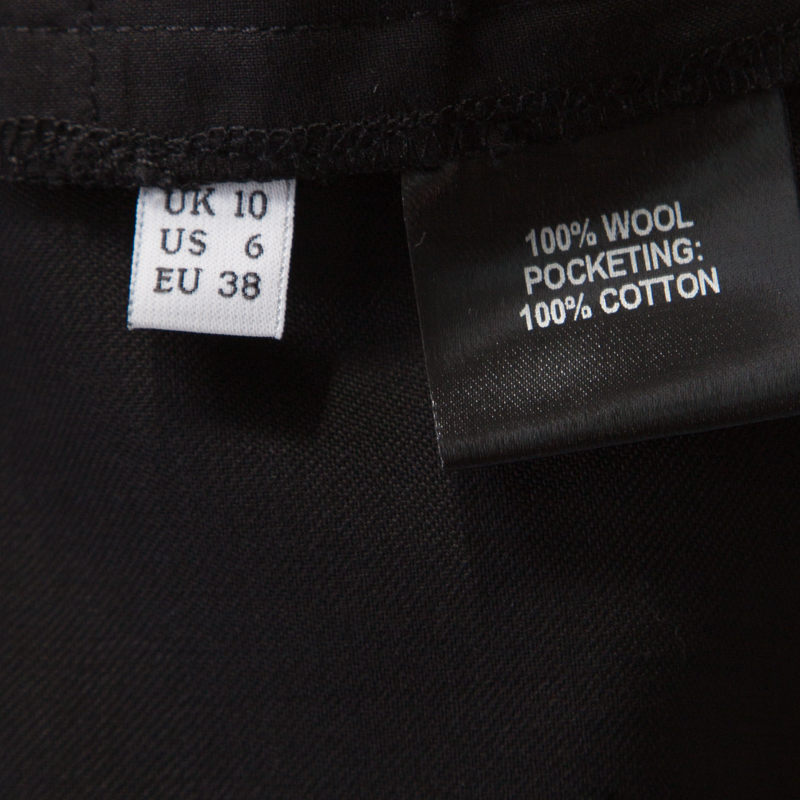 UK 10
US 6
EU 38
100% WOOL
POCKETING:
100% COTTON